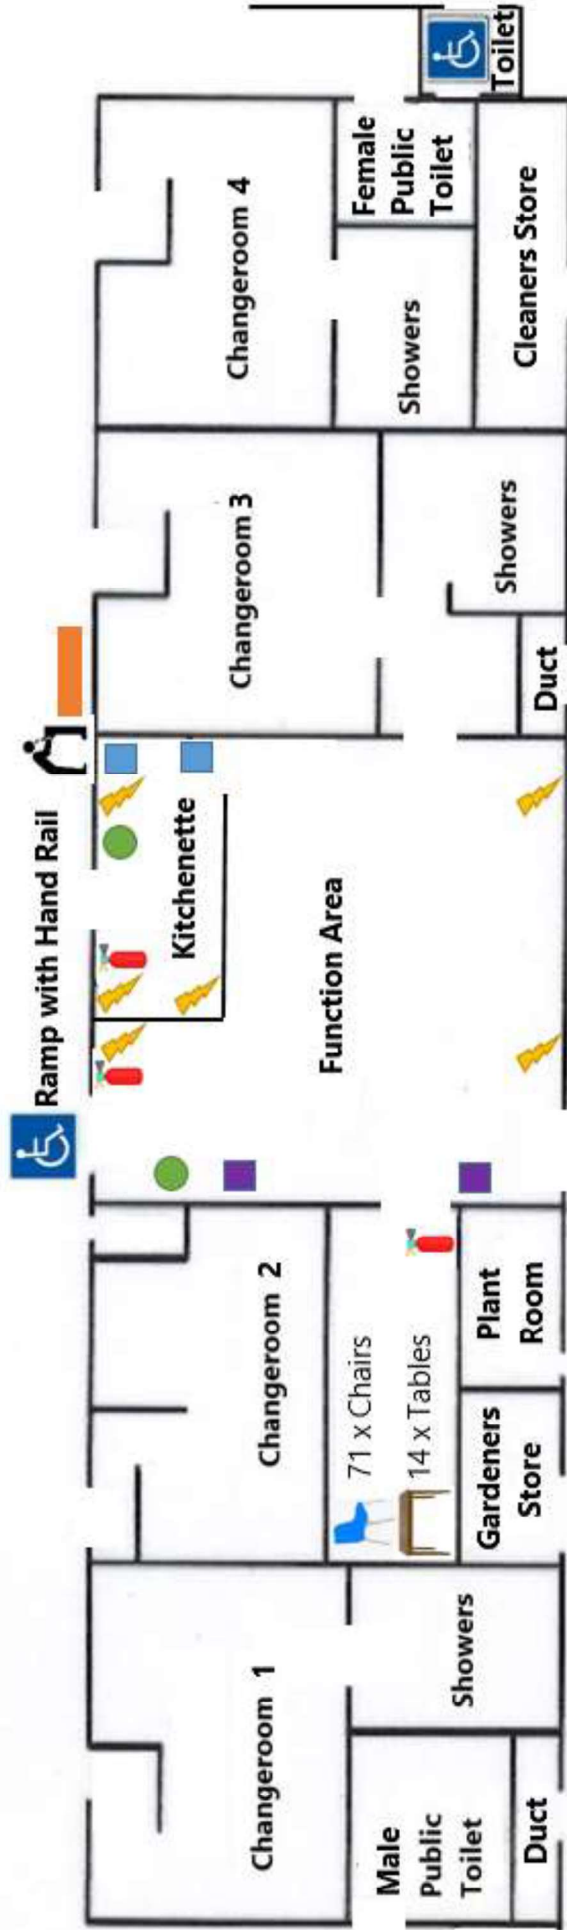 Ramp with Hand Rail
Changeroom 1
Changeroom 2
Kitchenette
Changeroom 3
Changeroom 4
Male
Public
Toilet
Showers
71 x Chairs
14 x Tables
Function Area
Showers
Showers
Female
Public
Toilet
Toilet
Duct
Gardeners
Store
Plant
Room
Duct
Cleaners Store